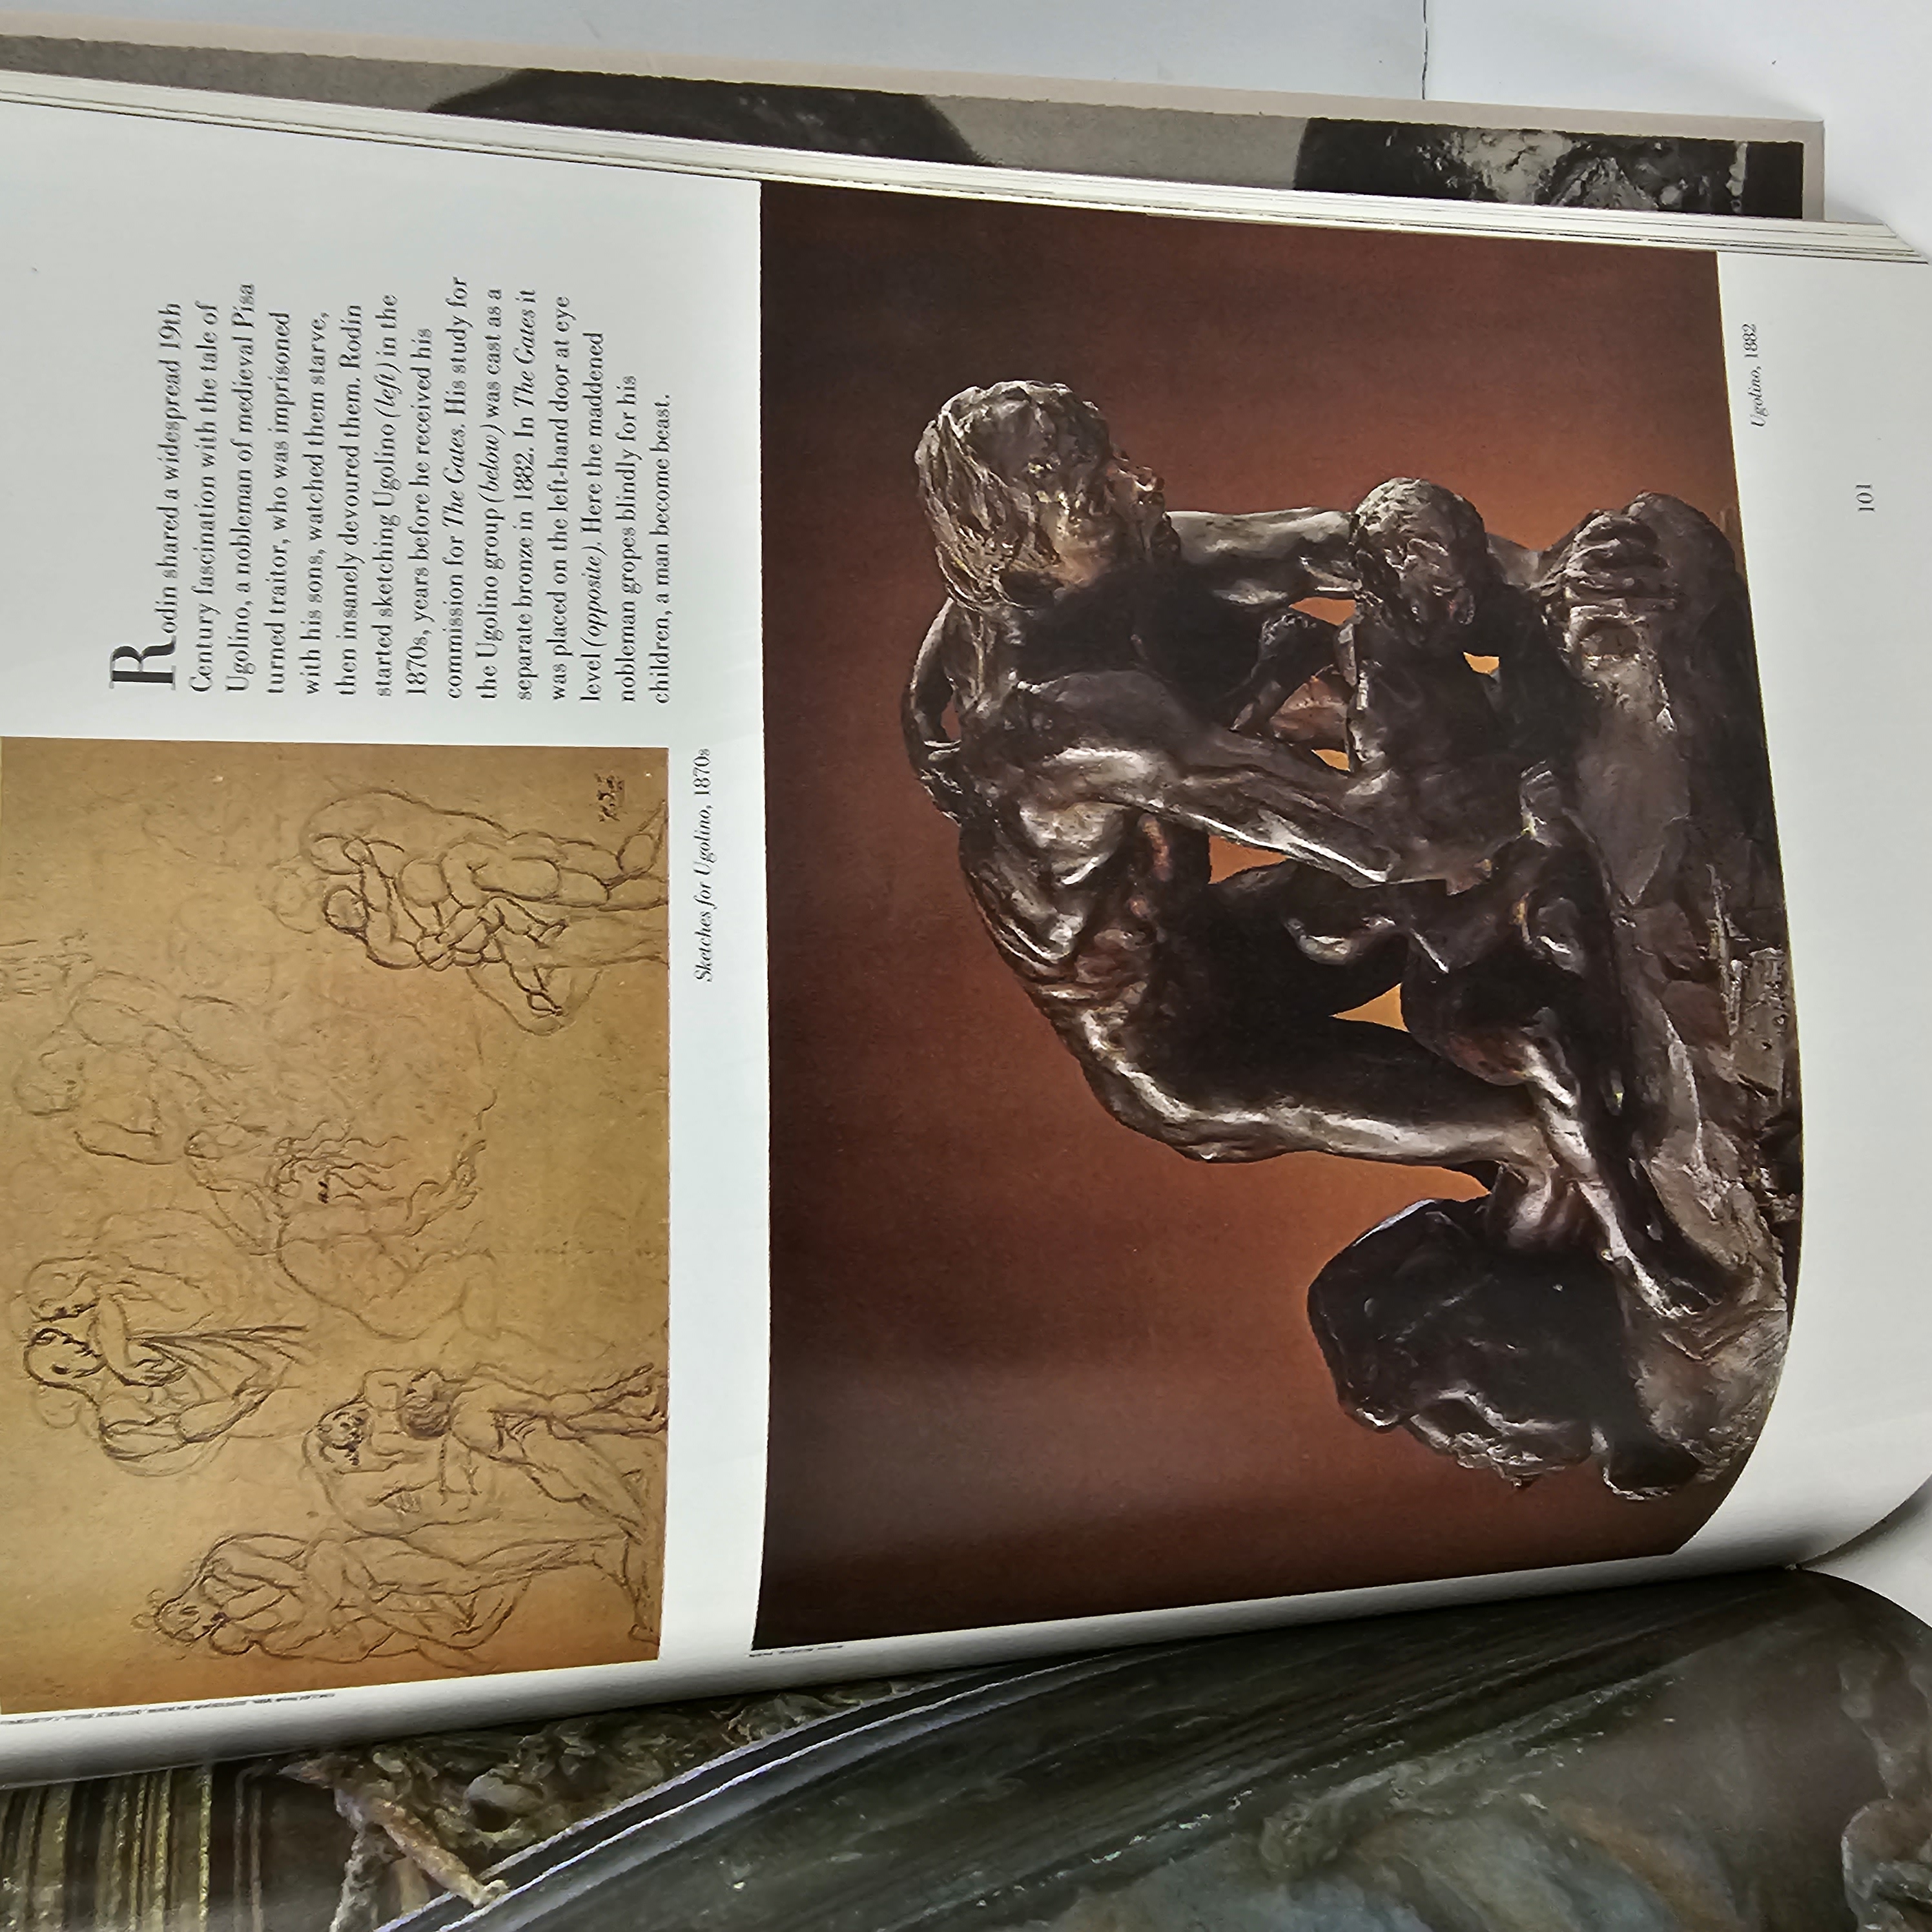 Rodin shared a widespread 19th
Century fascination with the tale of
Ugolino, a nobleman of medieval Pisa
turned traitor, who was imprisoned
with his sons, watched them starve,
then insanely devoured them. Rodin
started sketching Ugolino (left) in the
1870s, years before he received his
commission for The Gates. His study for
the Ugolino group (below) was cast as a
separate bronze in 1882. In The Gates it
was placed on the left-hand door at eye
level (opposite). Here the maddened
nobleman gropes blindly for his
children, a man become beast.
Sketches for Ugolino, 1870s
Ugolino, 1882
101